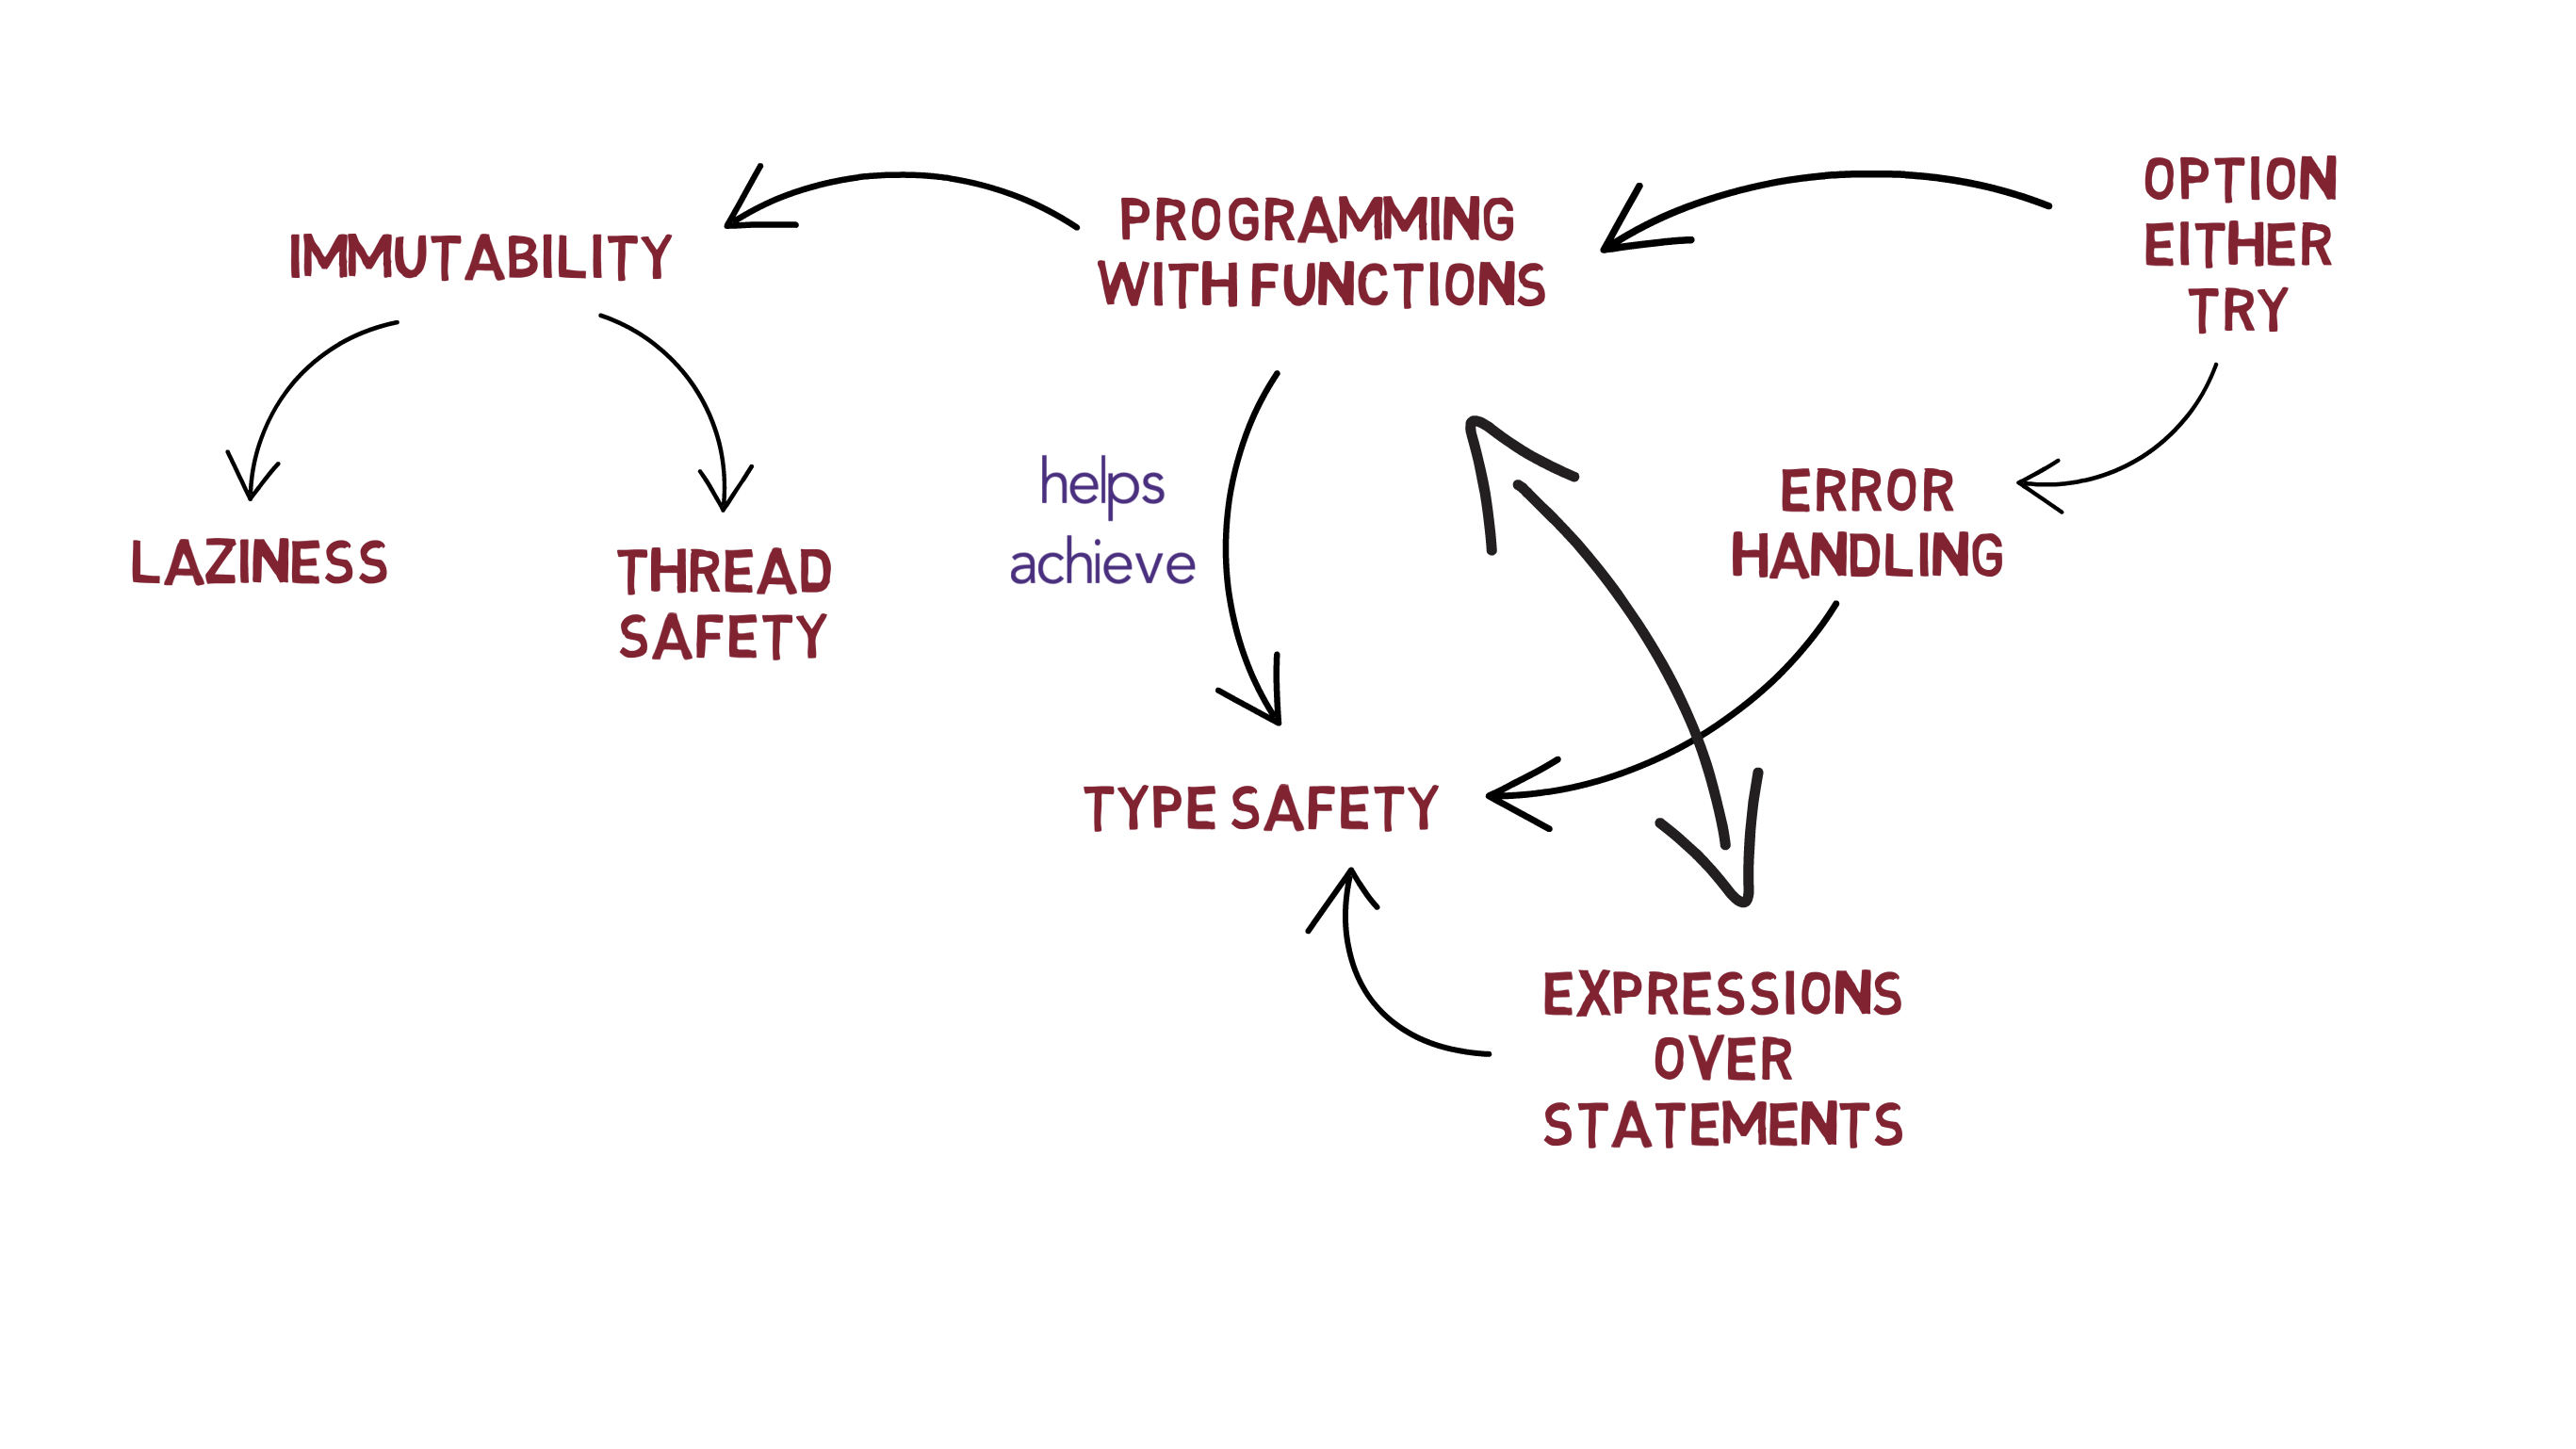 IMMUTABILITY
LAZINESS
THREAD
SAFETY
PROGRAMMING
WITH FUNCTIONS
helps
achieve
TYPE SAFETY
OPTION
EITHER
TRY
ERROR
HANDLING
EXPRESSIONS
OVER
STATEMENTS